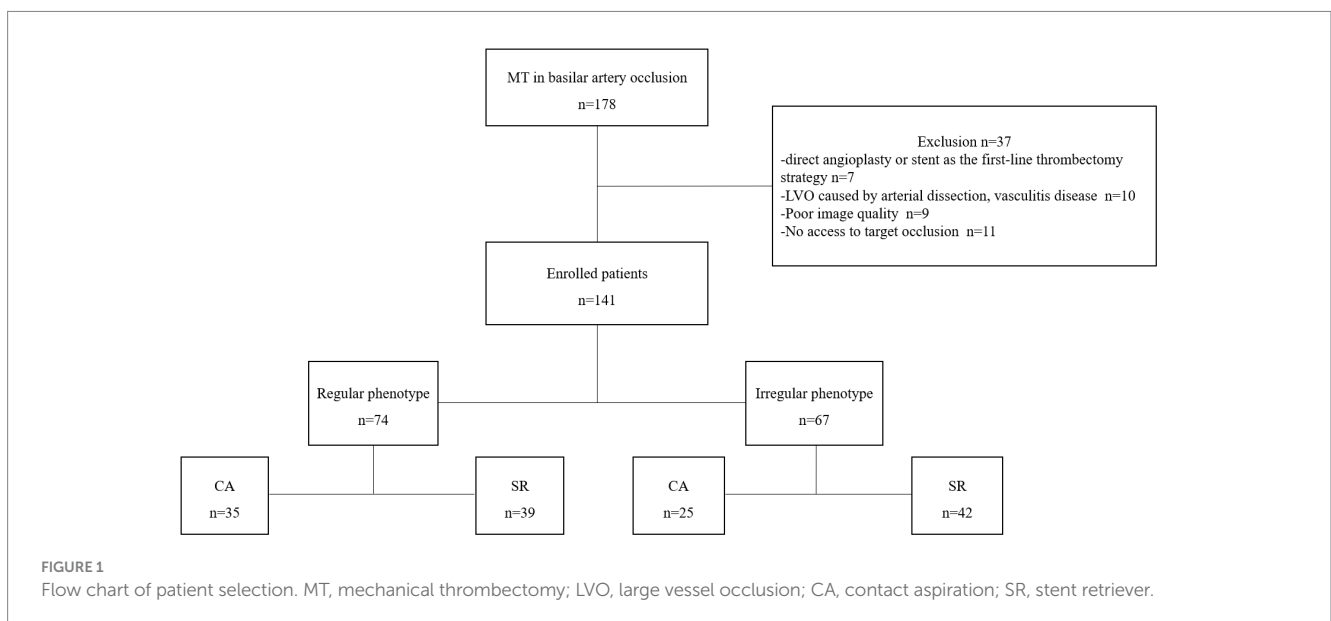 MT in basilar artery occlusion
n=178
Exclusion n=37
-direct angioplasty or stent as the first-line thrombectomy
strategy n=7
-LVO caused by arterial dissection, vasculitis disease n=10
-Poor image quality n=9
-No access to target occlusion n=11
Enrolled patients
n=141
Regular phenotype
n=74
Irregular phenotype
n=67
CA
n=35
SR
n=39
CA
n=25
SR
n=42
FIGURE 1
Flow chart of patient selection. MT, mechanical thrombectomy; LVO, large vessel occlusion; CA, contact aspiration; SR, stent retriever.